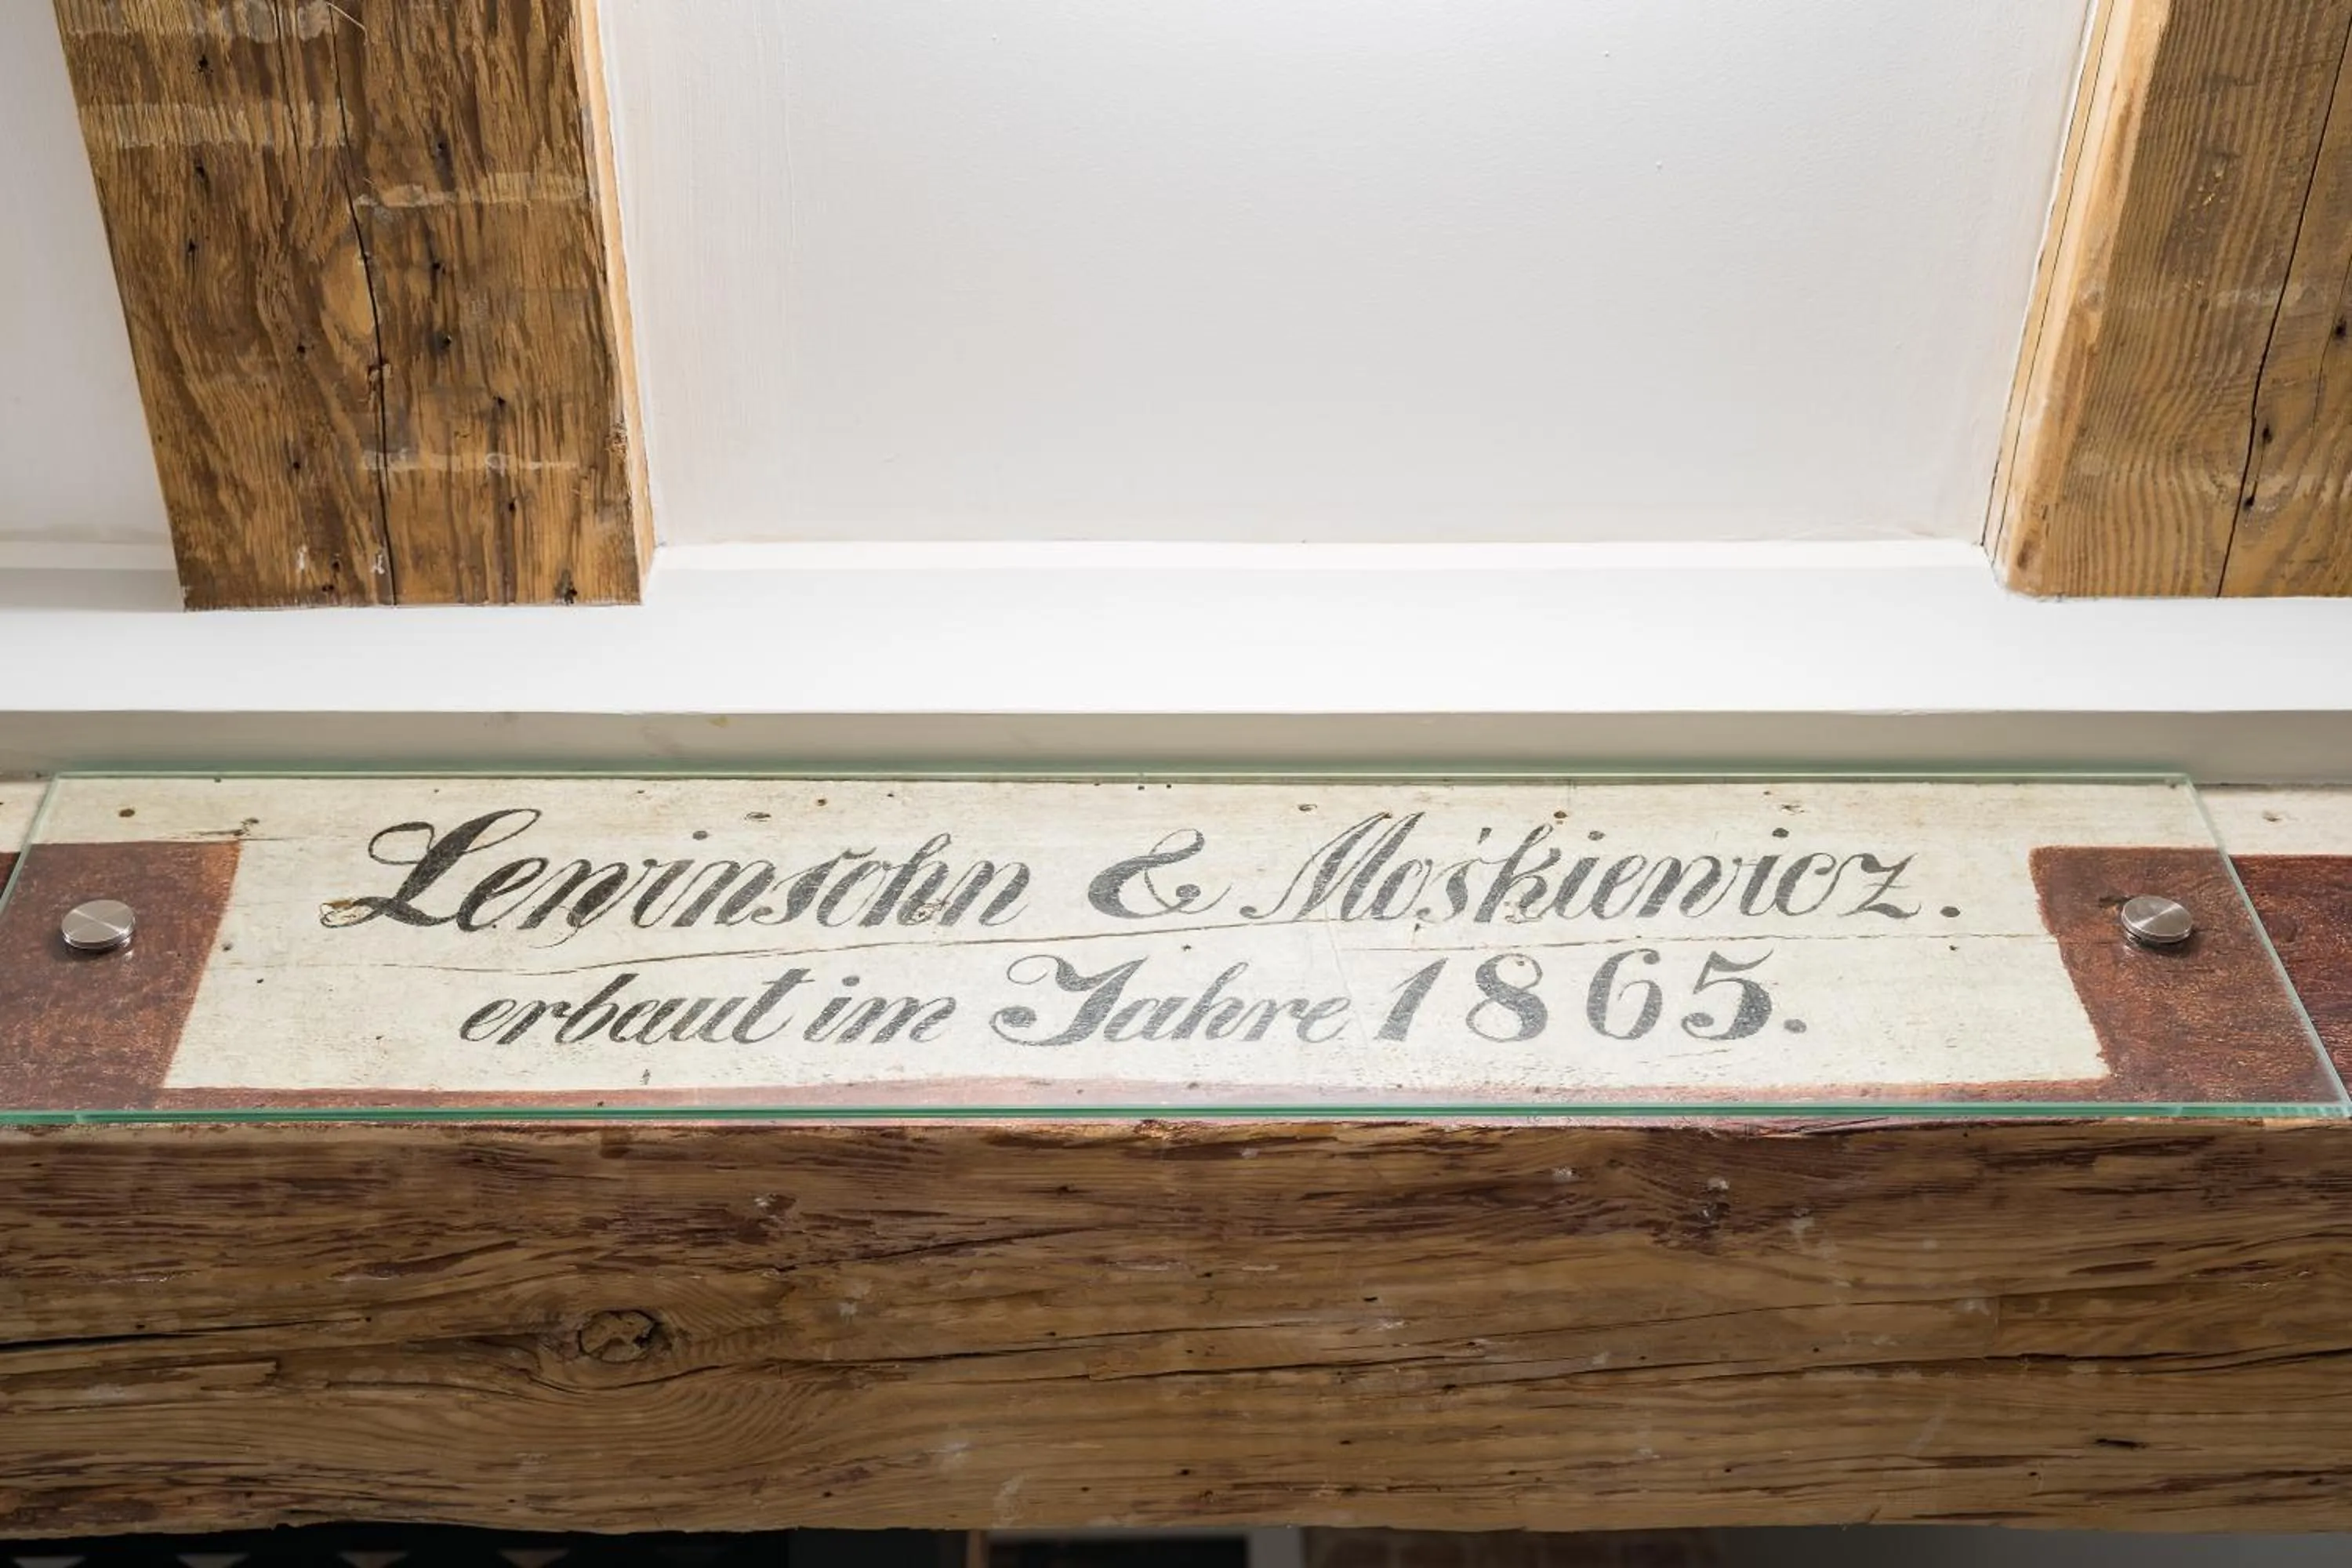 Lewinsohn & Mośkiewicz.
erbaut im Jahre 1865.